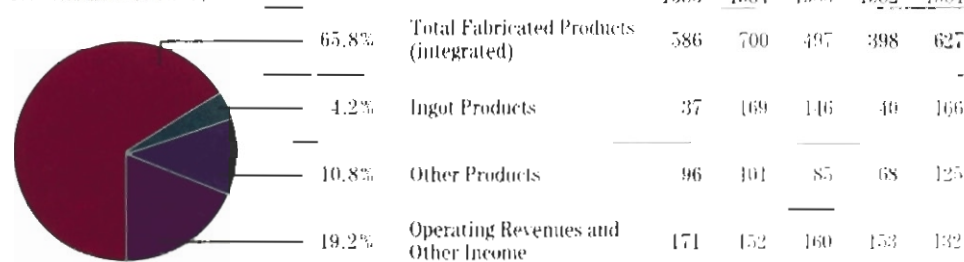 65.8% Total Fabricated Products (integrated) 586 700 497 398 627
4.2% Ingot Products 37 169 146 40 166
10.8% Other Products 96 101 85 68 125
19.2% Operating Revenues and Other Income 171 152 160 153 132